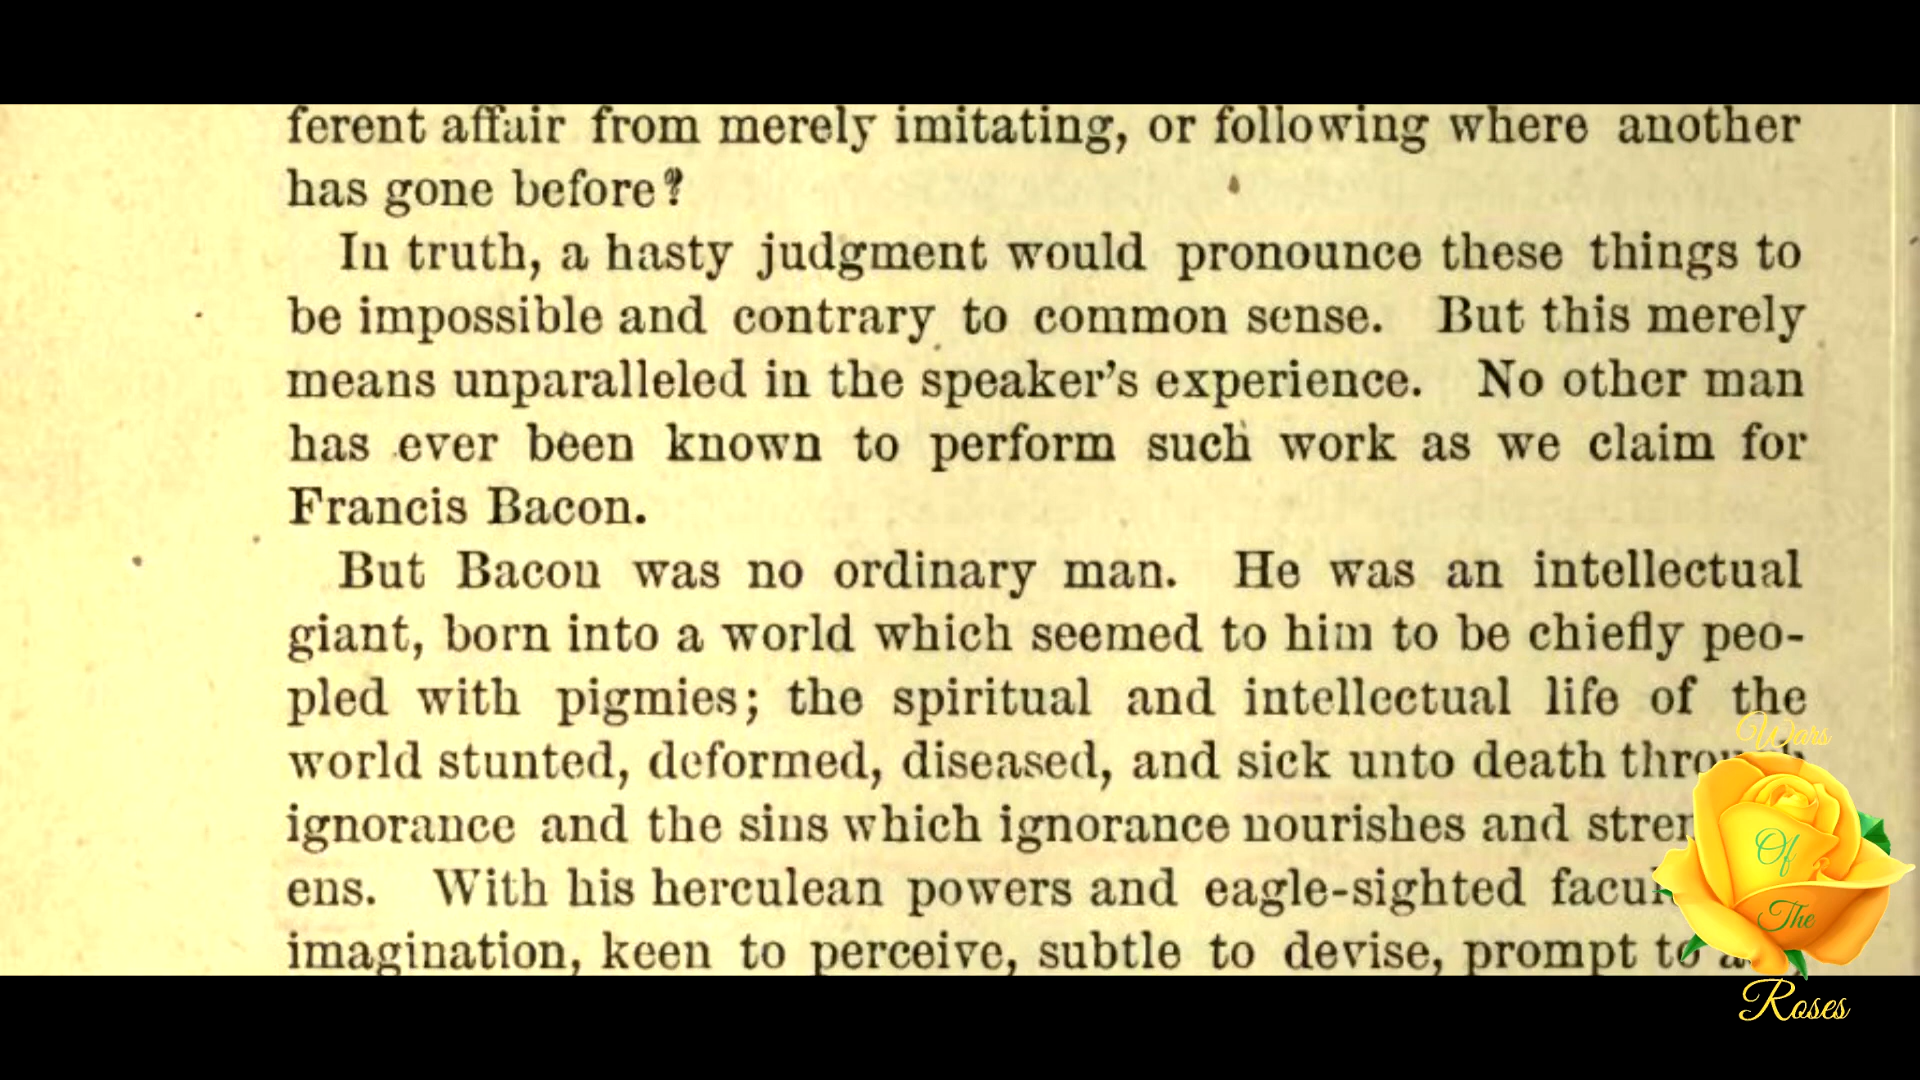 ferent affair from merely imitating, or following where another
has gone before?
In truth, a hasty judgment would pronounce these things to
be impossible and contrary to common sense. But this merely
means unparalleled in the speaker's experience. No other man
has ever been known to perform such work as we claim for
Francis Bacon.
But Bacon was no ordinary man. He was an intellectual
giant, born into a world which seemed to him to be chiefly peo-
pled with pigmies; the spiritual and intellectual life of the
world stunted, deformed, diseased, and sick unto death
ignorance and the sins which ignorance nourishes and
ens. With his herculean powers and eagle-sighted
imagination, keen to perceive, subtle to devise, prompt to
Wars
Of
The
Roses